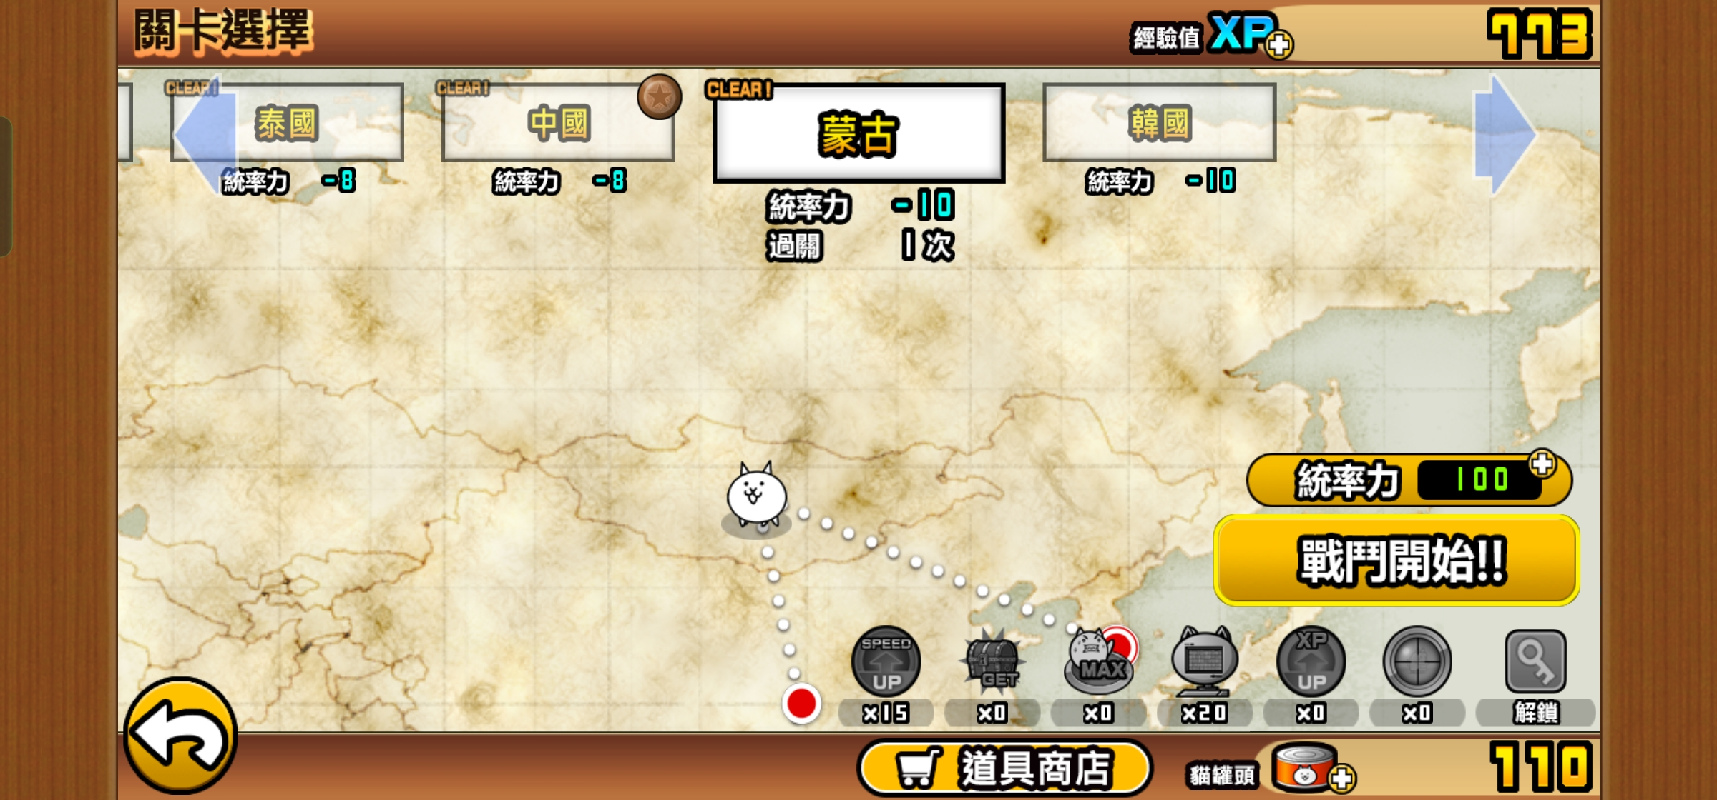 關卡選擇
經驗值 XP 773
CLEAR! 泰國
統率力 -8
CLEAR! 中國
統率力 -8
CLEAR! 蒙古
統率力 -10
過關 1次
韓國
統率力 -10
統率力 100
戰鬥開始!!
SPEED UP
x15
GET
x0
MAX
x0
x20
XP UP
x0
x0
解鎖
道具商店
貓罐頭 110